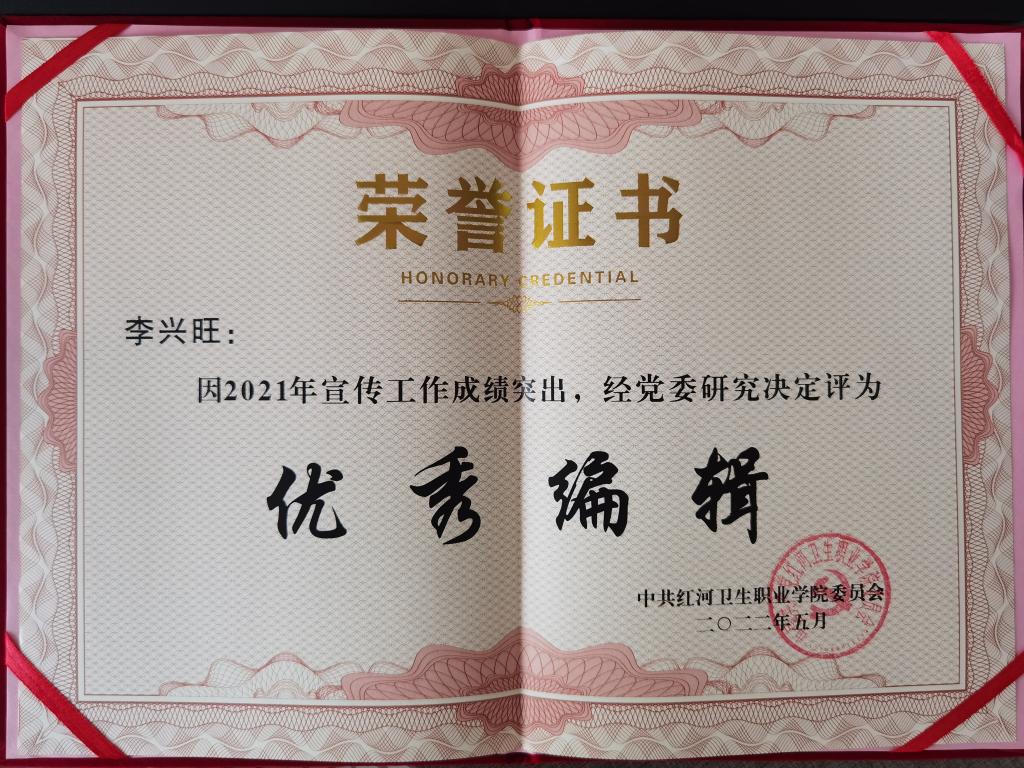 荣誉证书
HONORARY CREDENTIAL
李兴旺：
因2021年宣传工作成绩突出，经党委研究决定评为
优秀编辑
中共红河卫生职业学院委员会
二〇二二年五月